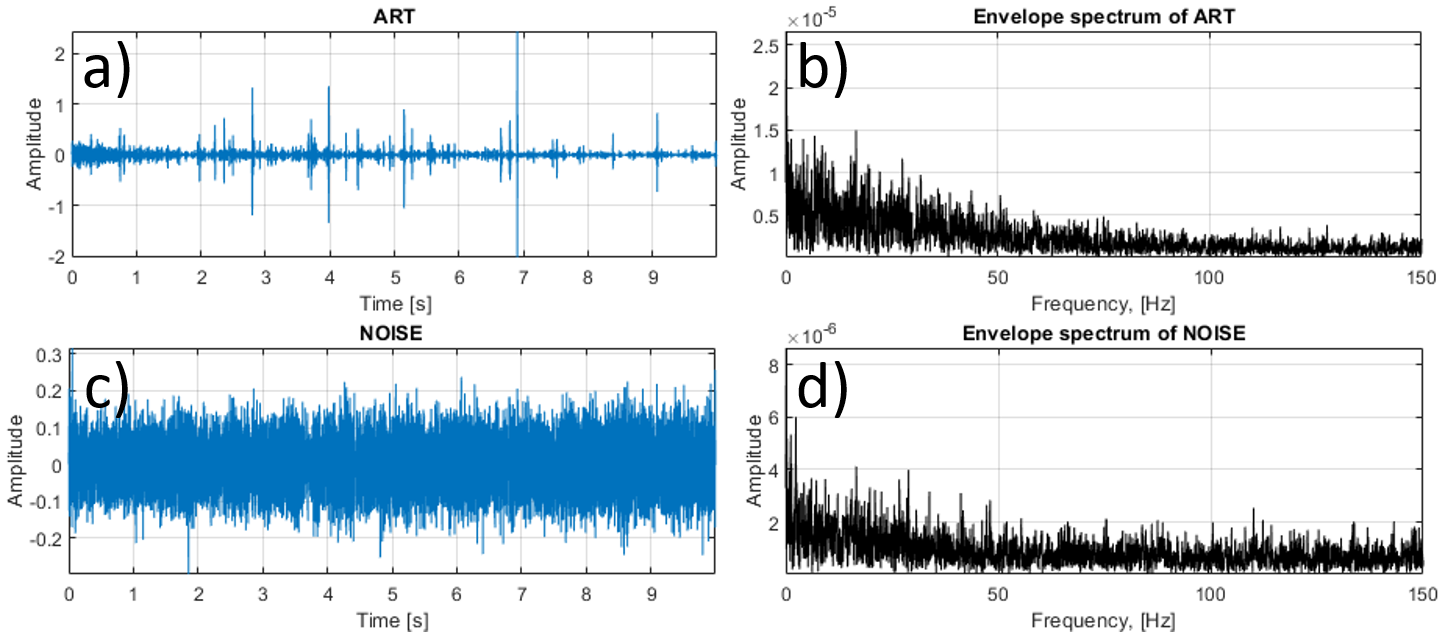 ART
a)
Amplitude
2
1
0
-1
-2
0 1 2 3 4 5 6 7 8 9
Time [s]
×10-5
Envelope spectrum of ART
b)
Amplitude
2.5
2
1.5
1
0.5
0 50 100 150
Frequency, [Hz]
NOISE
c)
Amplitude
0.3
0.2
0.1
0
-0.1
-0.2
0 1 2 3 4 5 6 7 8 9
Time [s]
×10-6
Envelope spectrum of NOISE
d)
Amplitude
8
6
4
2
0 50 100 150
Frequency, [Hz]